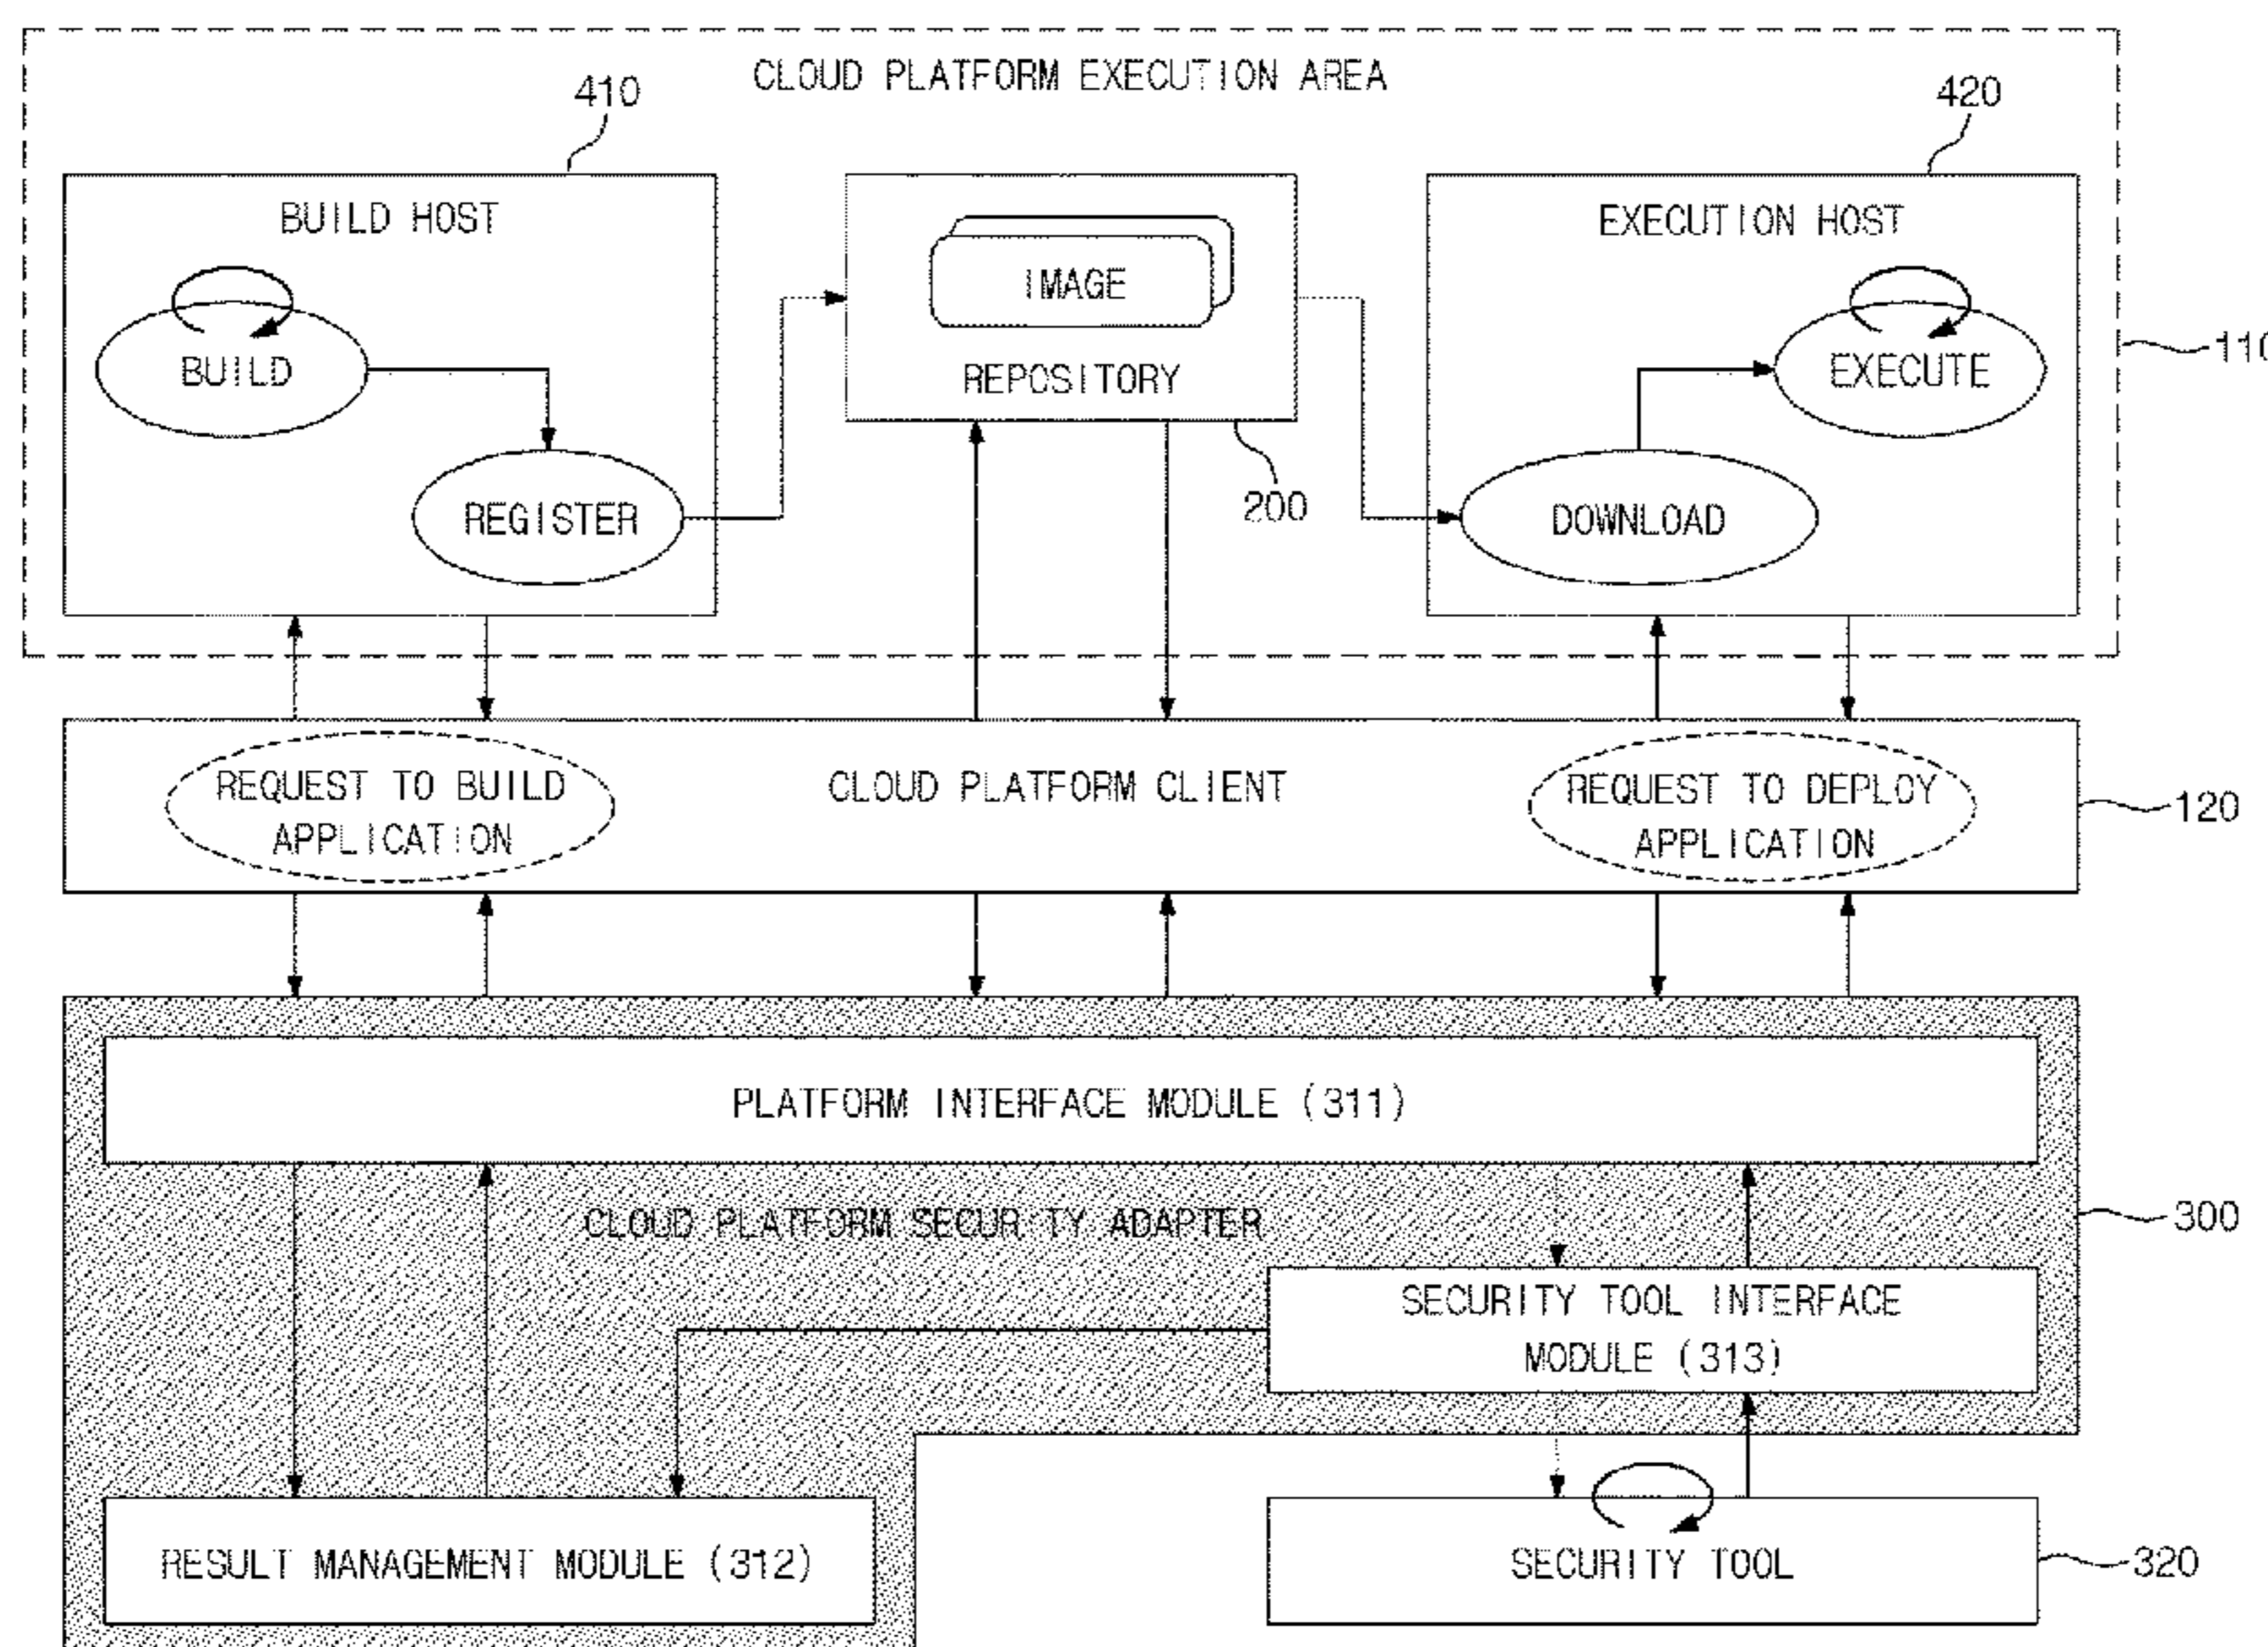 CLOUD PLATFORM EXECUTION AREA
410
420
BUILD HOST
EXECUTION HOST
IMAGE
BUILD
REPOSITORY
EXECUTE
110
REGISTER
200
DOWNLOAD
REQUEST TO BUILD
APPLICATION
CLOUD PLATFORM CLIENT
REQUEST TO DEPLOY
APPLICATION
120
PLATFORM INTERFACE MODULE (311)
CLOUD PLATFORM SECURITY ADAPTER
300
SECURITY TOOL INTERFACE
MODULE (313)
RESULT MANAGEMENT MODULE (312)
SECURITY TOOL
320